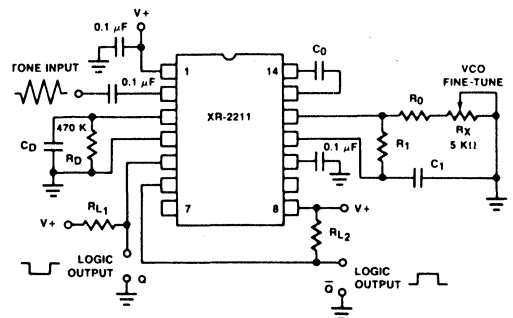 V+
0.1 µF
TONE INPUT
0.1 µF
1
14
C0
XR-2211
VCO
FINE-TUNE
470 K
CD
RD
R0
RX
5 KΩ
R1
C1
0.1 µF
V+
RL1
7
8
V+
RL2
LOGIC
OUTPUT
Q
LOGIC
OUTPUT
Q̅